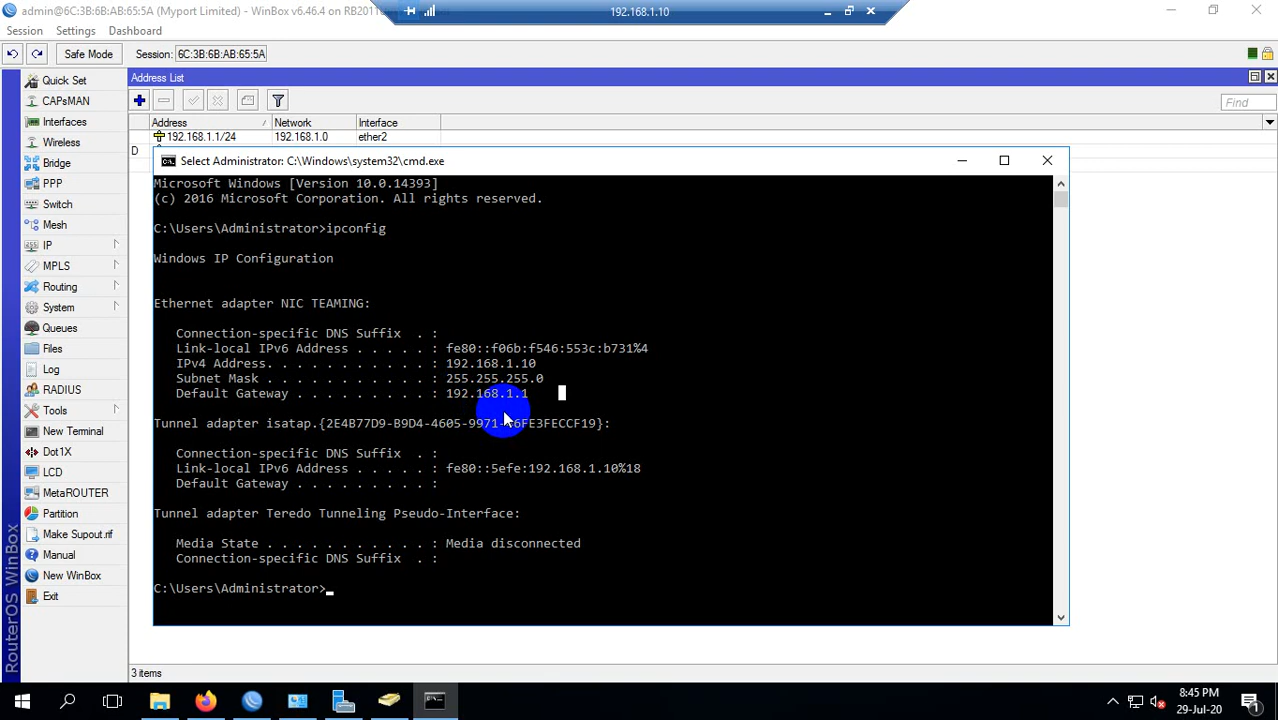 admin@6C:3B:6B:AB:65:5A (Myport Limited) - WinBox v6.46.4 on RB2011
192.168.1.10
Session Settings Dashboard
Safe Mode Session: 6C:3B:6B:AB:65:5A
Quick Set
CAPsMAN
Interfaces
Wireless
Bridge
PPP
Switch
Mesh
IP
MPLS
Routing
System
Queues
Files
Log
RADIUS
Tools
New Terminal
Dot1X
LCD
MetaROUTER
Partition
Make Supout.rif
Manual
New WinBox
Exit
RouterOS WinBox
Address List
Find
Address Network Interface
192.168.1.1/24 192.168.1.0 ether2
D
Select Administrator: C:\Windows\system32\cmd.exe
Microsoft Windows [Version 10.0.14393]
(c) 2016 Microsoft Corporation. All rights reserved.
C:\Users\Administrator>ipconfig
Windows IP Configuration
Ethernet adapter NIC TEAMING:
Connection-specific DNS Suffix . :
Link-local IPv6 Address . . . . . : fe80::f06b:f546:553c:b731%4
IPv4 Address. . . . . . . . . . . : 192.168.1.10
Subnet Mask . . . . . . . . . . . : 255.255.255.0
Default Gateway . . . . . . . . . : 192.168.1.1
Tunnel adapter isatap.{2E4B77D9-B9D4-4605-9971- 6FE3FECCF19}:
Connection-specific DNS Suffix . :
Link-local IPv6 Address . . . . . : fe80::5efe:192.168.1.10%18
Default Gateway . . . . . . . . . :
Tunnel adapter Teredo Tunneling Pseudo-Interface:
Media State . . . . . . . . . . . : Media disconnected
Connection-specific DNS Suffix . :
C:\Users\Administrator>
3 items
8:45 PM
29-Jul-20
1